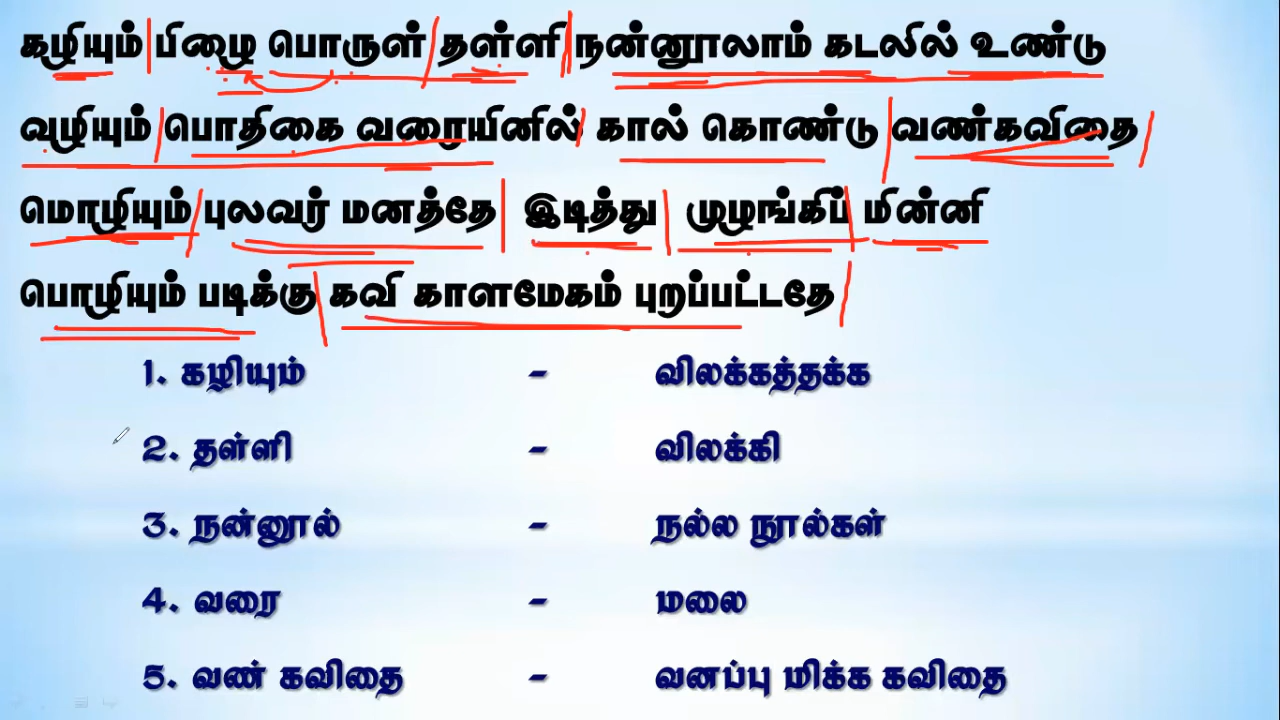 கழியும் பிழை பொருள் தள்ளி நன்னூலாம் கடலில் உண்டு
வழியும் பொதிகை வரையினில் கால் கொண்டு வண்கவிதை
மொழியும் புலவர் மனத்தே இடித்து முழங்கிப் மின்னி
பொழியும் படிக்கு கவி காளமேகம் புறப்பட்டதே
1. கழியும் - விலக்கத்தக்க
2. தள்ளி - விலக்கி
3. நன்னூல் - நல்ல நூல்கள்
4. வரை - மலை
5. வண் கவிதை - வனப்பு மிக்க கவிதை